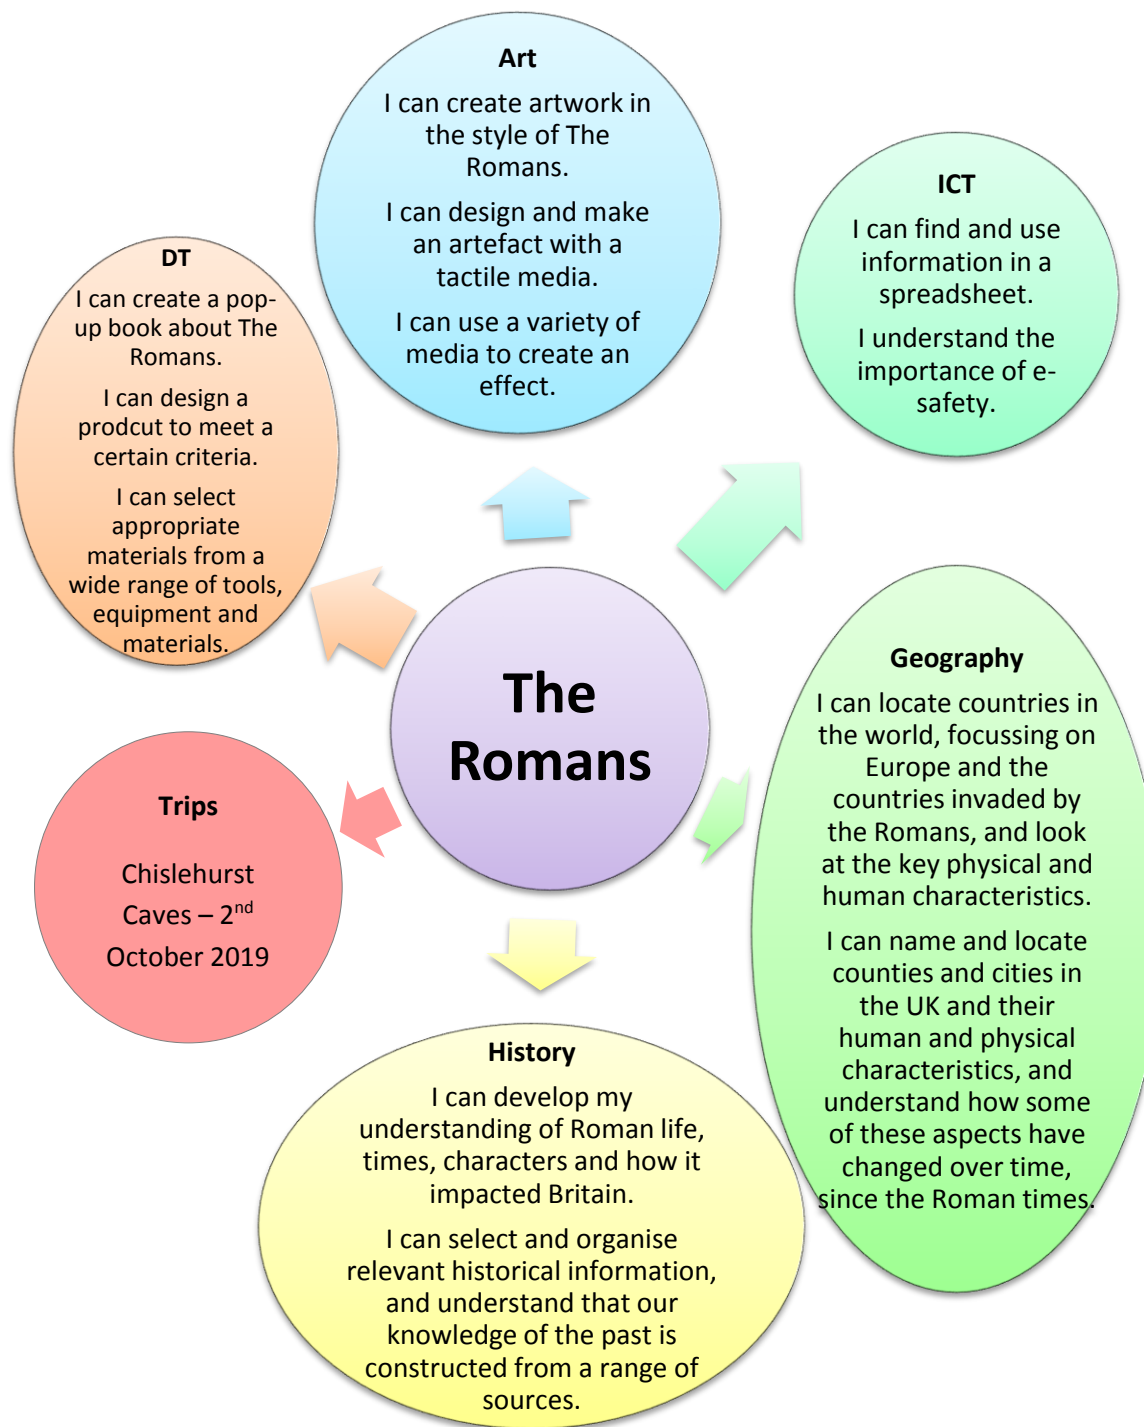 Art
I can create artwork in
the style of The
Romans.
I can design and make
an artefact with a
tactile media.
I can use a variety of
media to create an
effect.
ICT
I can find and use
information in a
spreadsheet.
I understand the
importance of e-
safety.
DT
I can create a pop-
up book about The
Romans.
I can design a
prodcut to meet a
certain criteria.
I can select
appropriate
materials from a
wide range of tools,
equipment and
materials.
The
Romans
Geography
I can locate countries in
the world, focussing on
Europe and the
countries invaded by
the Romans, and look
at the key physical and
human characteristics.
I can name and locate
counties and cities in
the UK and their
human and physical
characteristics, and
understand how some
of these aspects have
changed over time,
since the Roman times.
Trips
Chislehurst
Caves – 2nd
October 2019
History
I can develop my
understanding of Roman life,
times, characters and how it
impacted Britain.
I can select and organise
relevant historical information,
and understand that our
knowledge of the past is
constructed from a range of
sources.